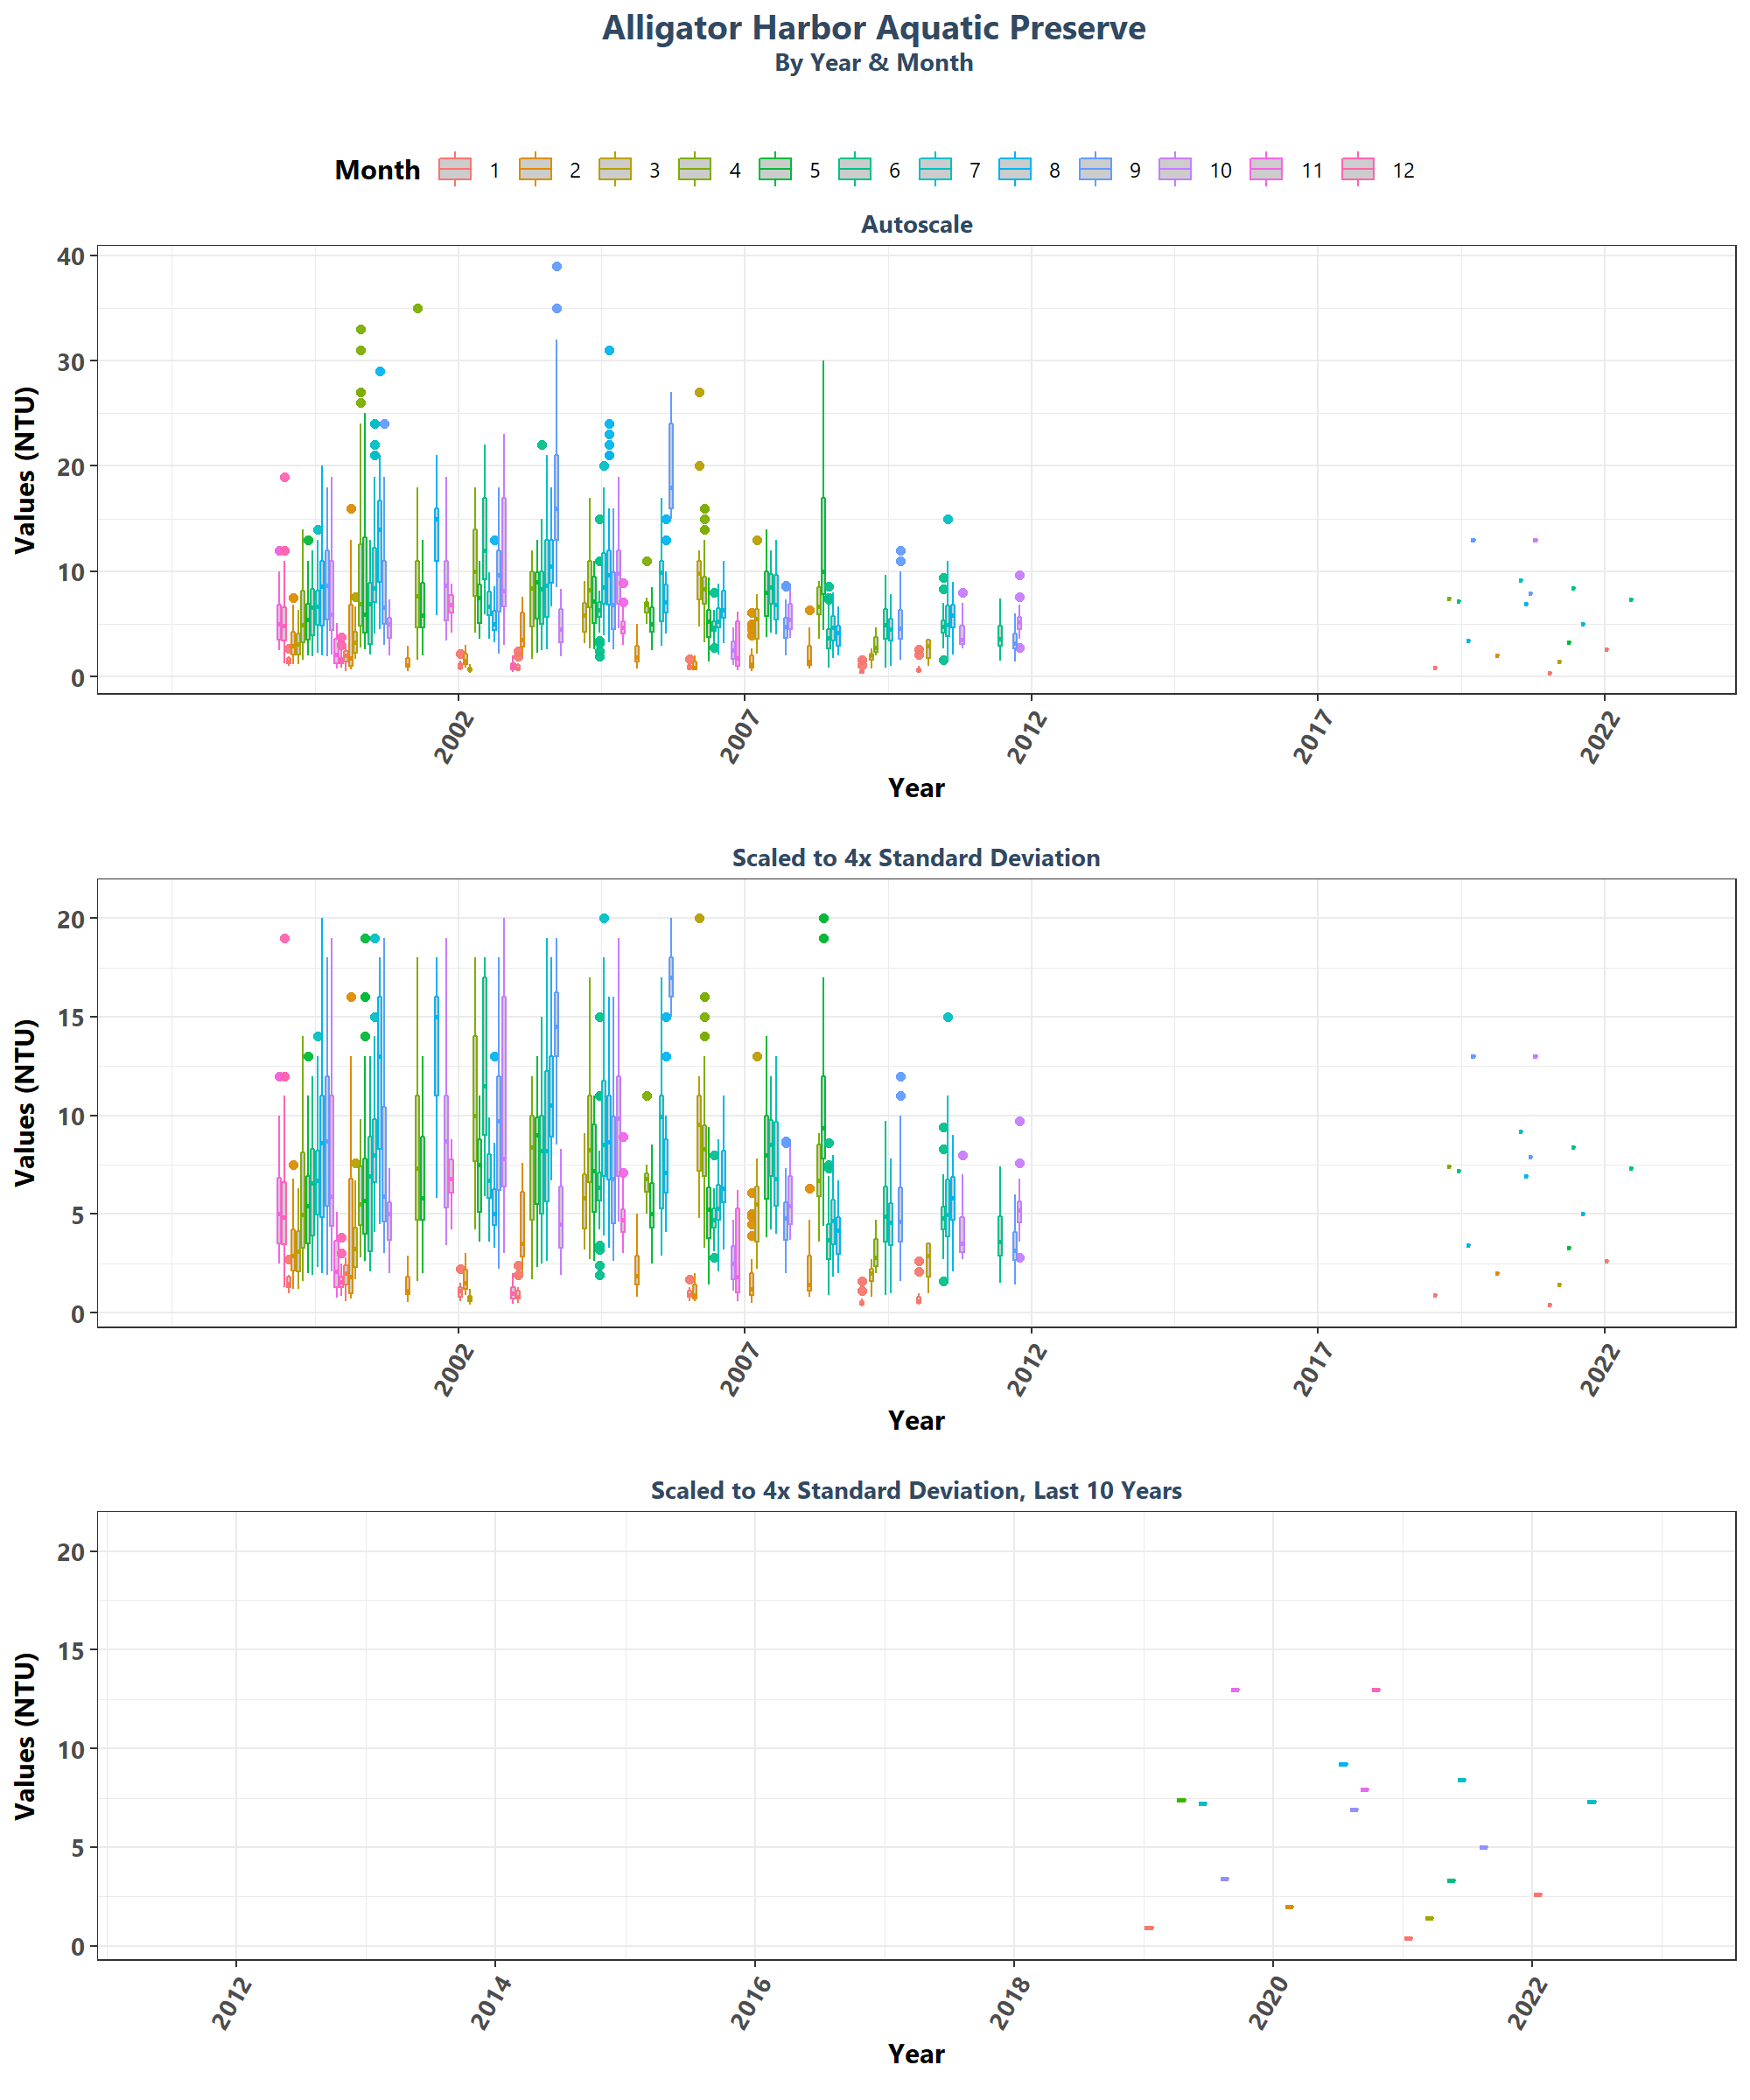 Alligator Harbor Aquatic Preserve
By Year & Month
Month 1 2 3 4 5 6 7 8 9 10 11 12
Autoscale
40
30
20
10
0
Values (NTU)
2002 2007 2012 2017 2022
Year
Scaled to 4x Standard Deviation
20
15
10
5
0
Values (NTU)
2002 2007 2012 2017 2022
Year
Scaled to 4x Standard Deviation, Last 10 Years
20
15
10
5
0
Values (NTU)
2012 2014 2016 2018 2020 2022
Year